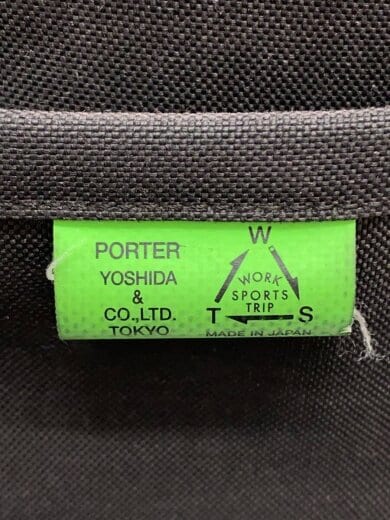 PORTER
YOSHIDA
&
CO.,LTD.
TOKYO
W
WORK
SPORTS
TRIP
T S
MADE IN JAPAN